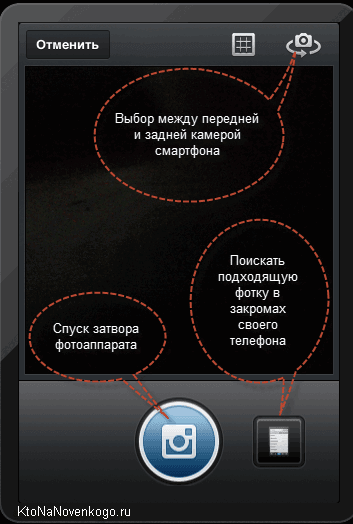 Отменить
Выбор между передней
и задней камерой
смартфона
Поискать
подходящую
фотку в
закромах
своего
телефона
Спуск затвора
фотоаппарата
KtoNaNovenkogo.ru